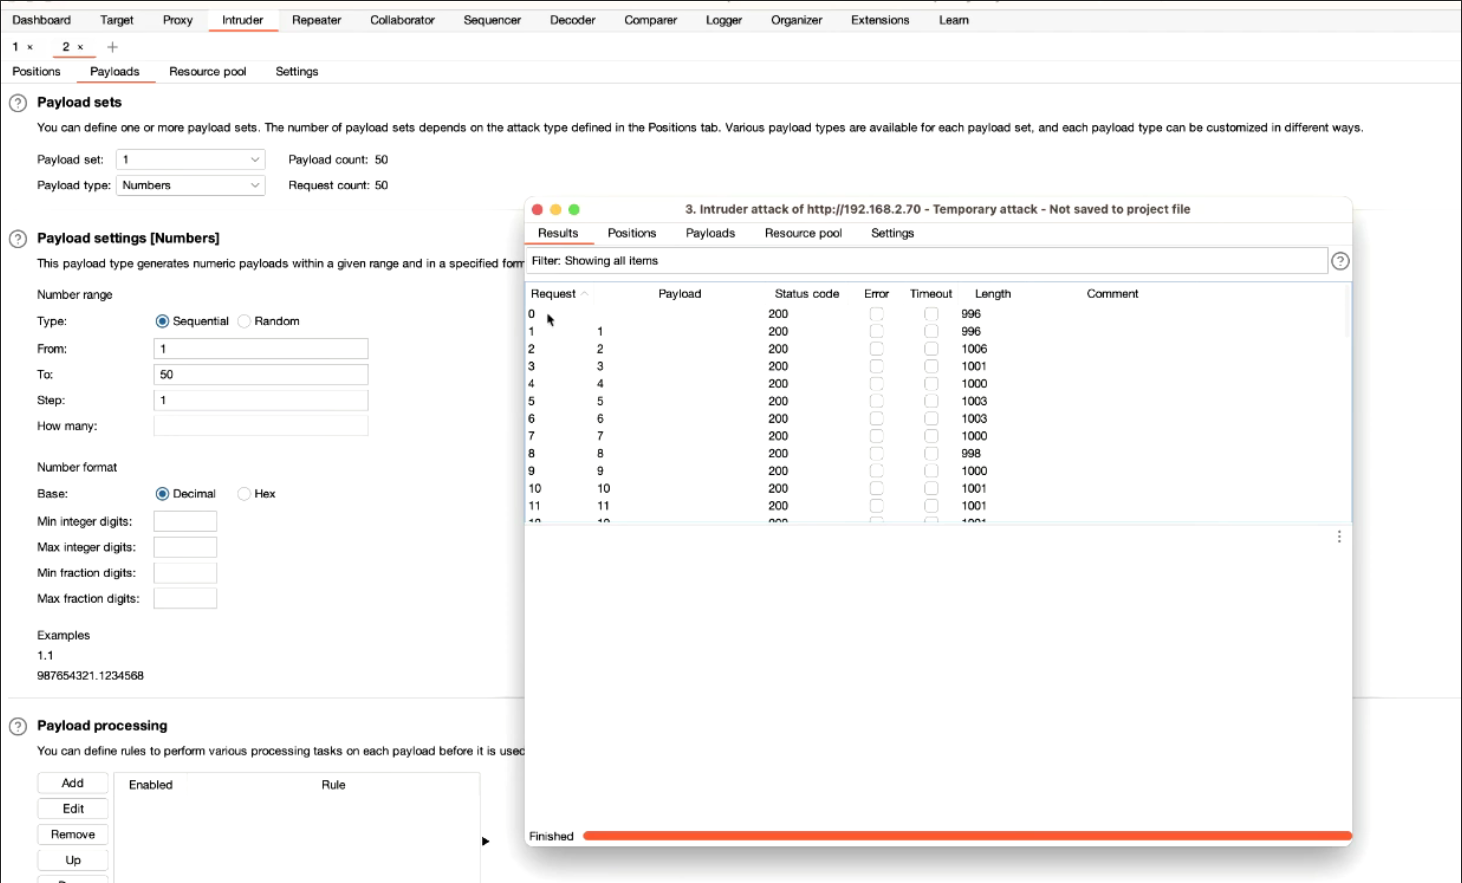 Dashboard Target Proxy Intruder Repeater Collaborator Sequencer Decoder Comparer Logger Organizer Extensions Learn
1 × 2 × +
Positions Payloads Resource pool Settings
? Payload sets
You can define one or more payload sets. The number of payload sets depends on the attack type defined in the Positions tab. Various payload types are available for each payload set, and each payload type can be customized in different ways.
Payload set: 1 Payload count: 50
Payload type: Numbers Request count: 50
? Payload settings [Numbers]
This payload type generates numeric payloads within a given range and in a specified form
Number range
Type: Sequential Random
From: 1
To: 50
Step: 1
How many:
Number format
Base: Decimal Hex
Min integer digits:
Max integer digits:
Min fraction digits:
Max fraction digits:
Examples
1.1
987654321.1234568
? Payload processing
You can define rules to perform various processing tasks on each payload before it is used
Add Enabled Rule
Edit
Remove
Up
3. Intruder attack of http://192.168.2.70 - Temporary attack - Not saved to project file
Results Positions Payloads Resource pool Settings
Filter: Showing all items ?
Request Payload Status code Error Timeout Length Comment
0 200 996
1 1 200 996
2 2 200 1006
3 3 200 1001
4 4 200 1000
5 5 200 1003
6 6 200 1003
7 7 200 1000
8 8 200 998
9 9 200 1000
10 10 200 1001
11 11 200 1001
Finished